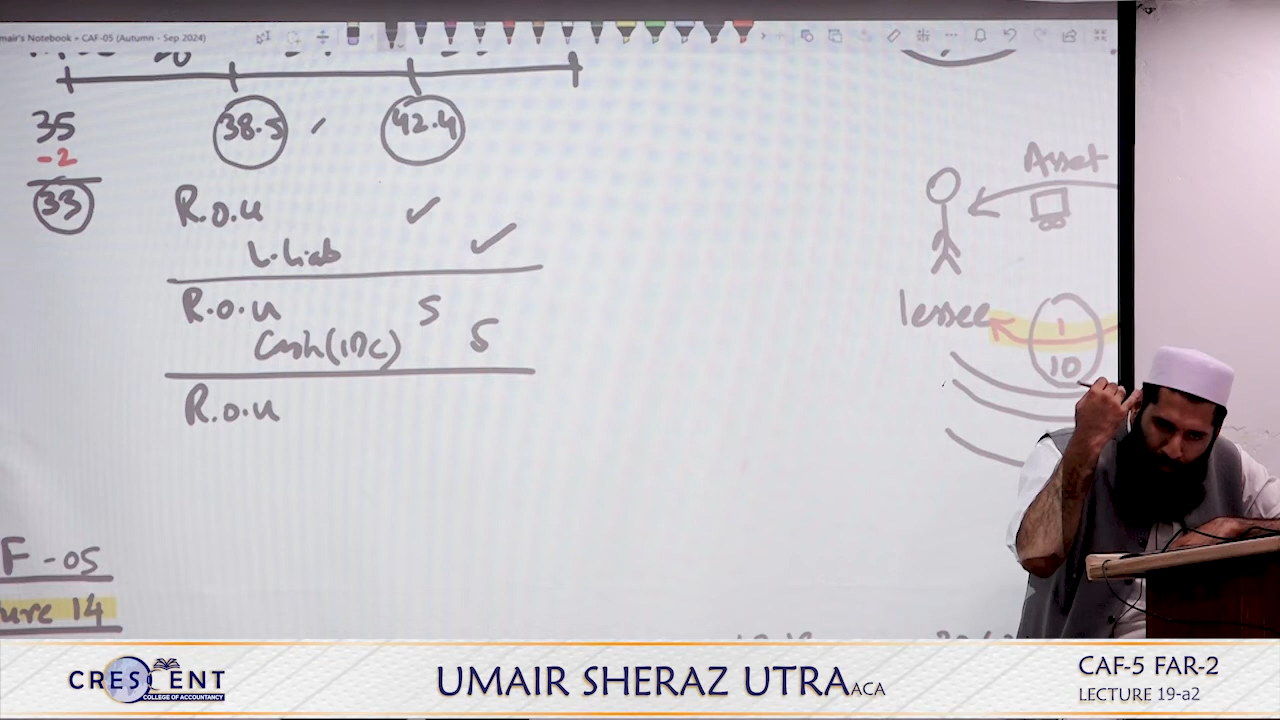 mair's Notebook » CAF-05 (Autumn - Sep 2024)
35
38.5
42.4
-2
33
R.o.u ✓
L.Liab ✓
R.o.u 5
Cash(IDC) 5
R.o.u
Asset
lessee
1
10
F-05
ture 14
CRESCENT
COLLEGE OF ACCOUNTANCY
UMAIR SHERAZ UTRA ACA
CAF-5 FAR-2
LECTURE 19-a2